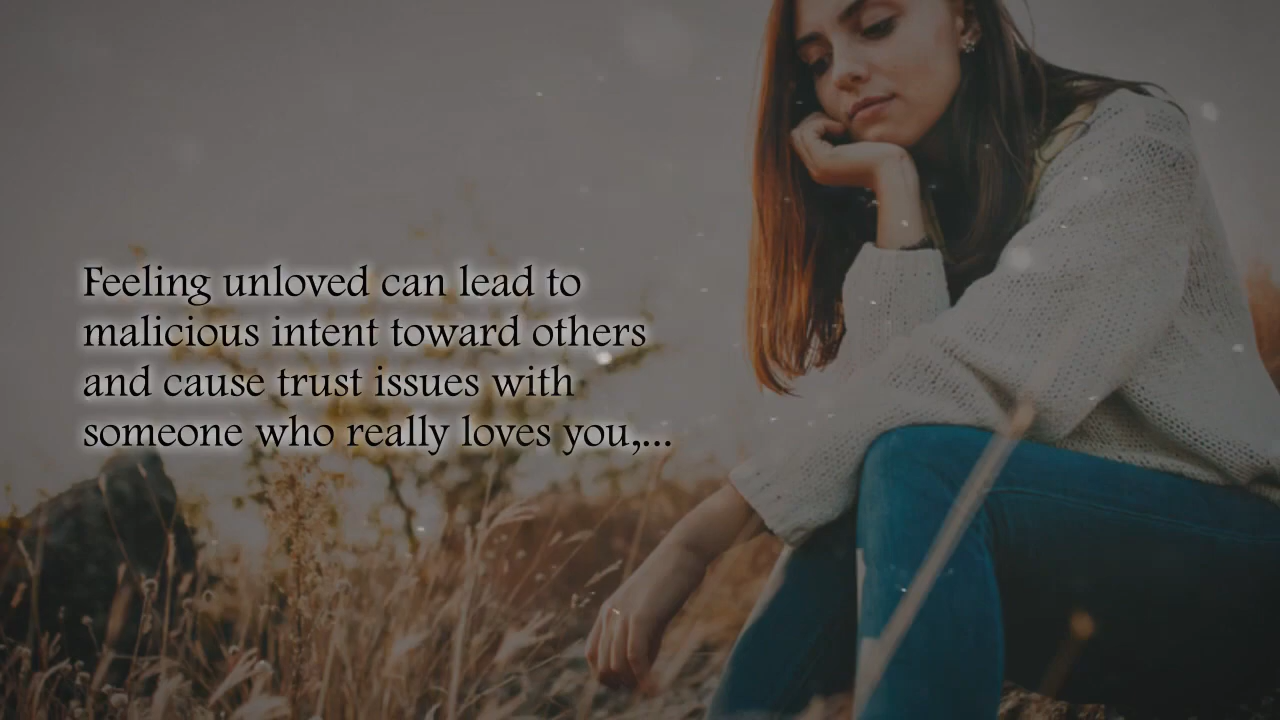 Feeling unloved can lead to
malicious intent toward others
and cause trust issues with
someone who really loves you,...